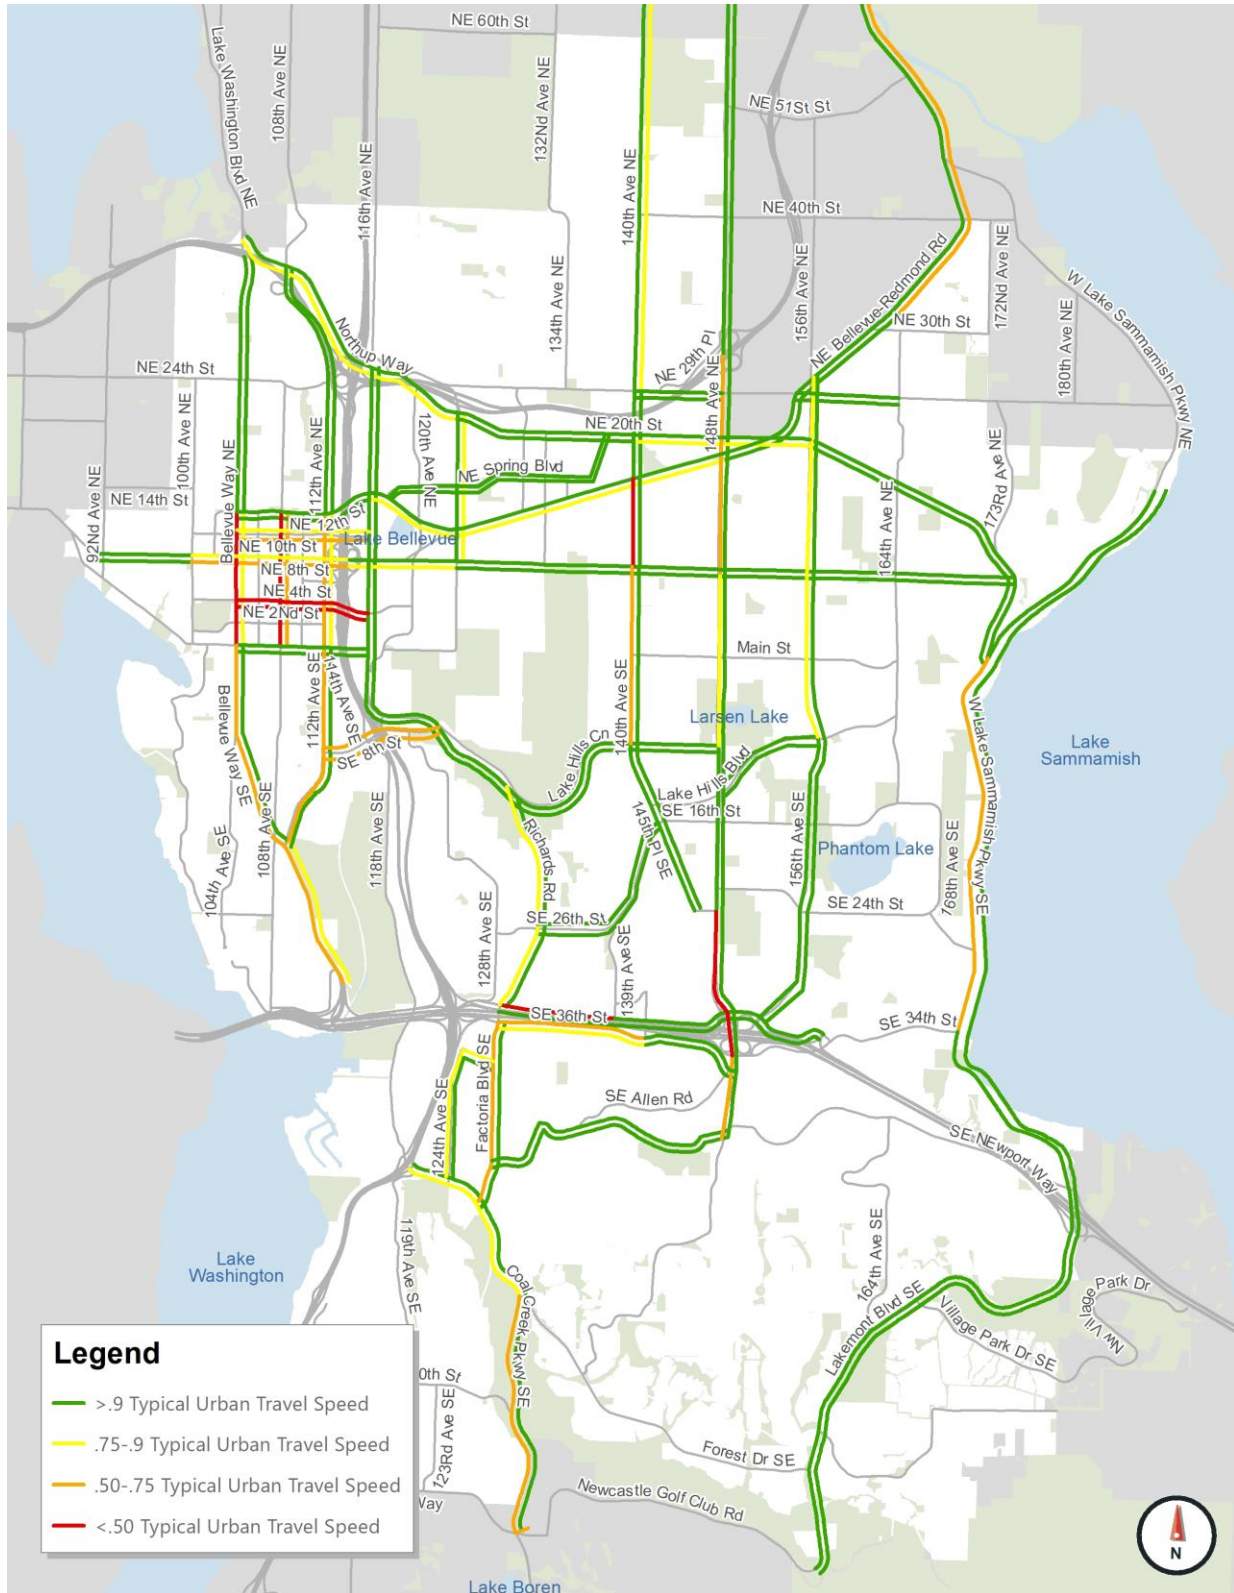 NE 60th St
Lake Washington Blvd NE
108th Ave NE
116th Ave NE
132Nd Ave NE
NE 51St St
140th Ave NE
NE 40th St
156th Ave NE
NE Bellevue-Redmond Rd
172Nd Ave NE
W Lake Sammamish Pkwy NE
134th Ave NE
NE 30th St
180th Ave NE
Northup Way
NE 29th Pl
NE 24th St
148th Ave NE
100th Ave NE
112th Ave NE
120th Ave NE
NE 20th St
Bellevue Way NE
NE Spring Blvd
92Nd Ave NE
NE 14th St
173Rd Ave NE
164th Ave NE
NE 12th St
Lake Bellevue
NE 10th St
NE 8th St
NE 4th St
NE 2Nd St
Main St
Bellevue Way SE
112th Ave SE
114th Ave SE
140th Ave SE
Larsen Lake
W Lake Sammamish Pkwy SE
Lake
Sammamish
SE 8th St
Lake Hills Cn
Lake Hills Blvd
SE 16th St
108th Ave SE
104th Ave SE
118th Ave SE
Richards Rd
145th Pl SE
156th Ave SE
Phantom Lake
168th Ave SE
SE 24th St
SE 26th St
128th Ave SE
139th Ave SE
SE 36th St
SE 34th St
124th Ave SE
Factoria Blvd SE
SE Allen Rd
SE NEwport Way
Lake
Washington
119th Ave SE
164th Ave SE
Coal Creek Pkwy SE
Lakemont Blvd SE
Village Park Dr SE
NW Village Park Dr
0th St
123Rd Ave SE
Forest Dr SE
Way
Newcastle Golf Club Rd
Lake Boren
Legend
>.9 Typical Urban Travel Speed
.75-.9 Typical Urban Travel Speed
.50-.75 Typical Urban Travel Speed
<.50 Typical Urban Travel Speed
N